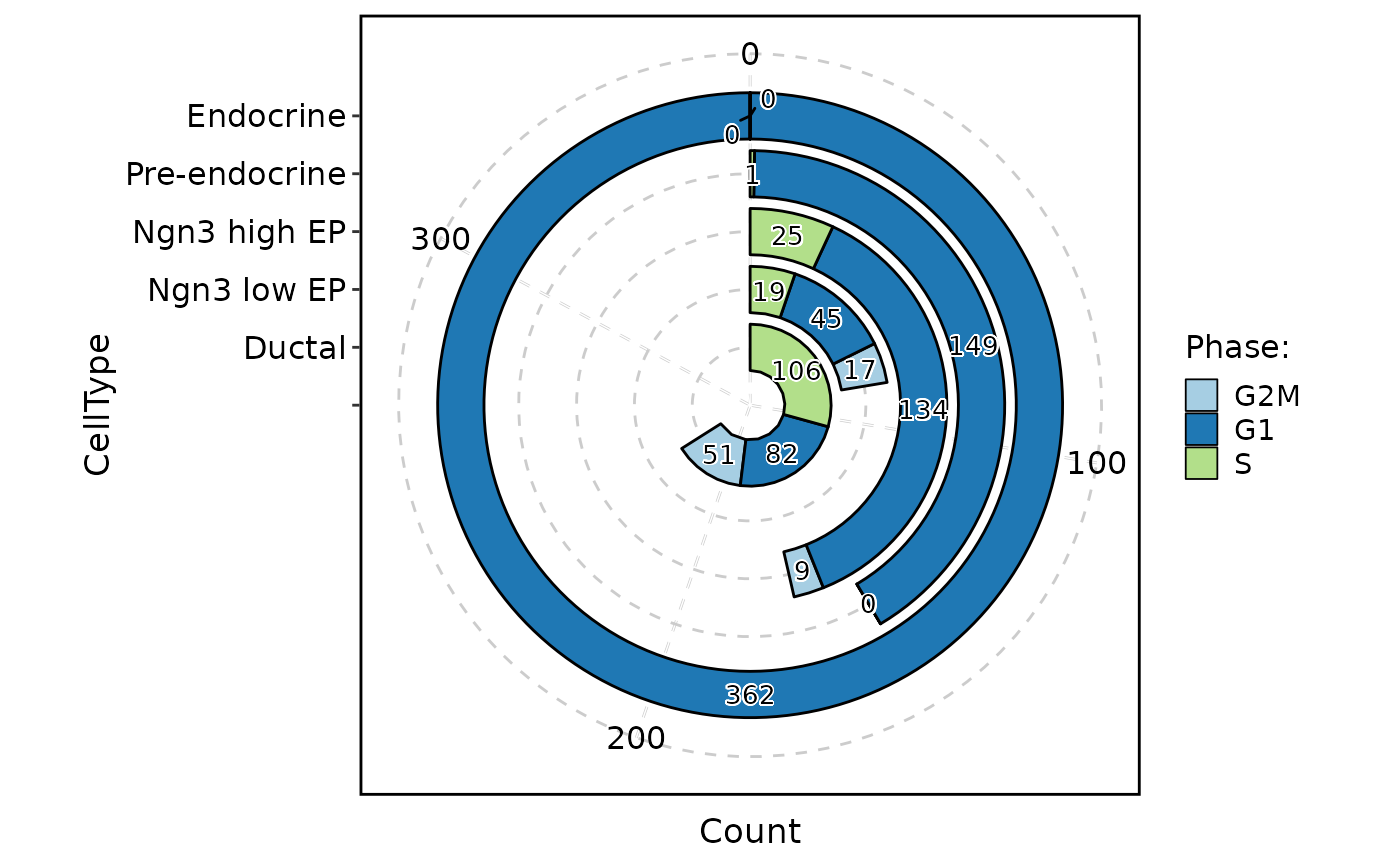 0
Endocrine
0
0
Pre-endocrine
1
Ngn3 high EP
25
300
Ngn3 low EP
19
45
Ductal
149
106
17
134
CellType
51
82
100
9
0
362
200
Count
Phase:
G2M
G1
S